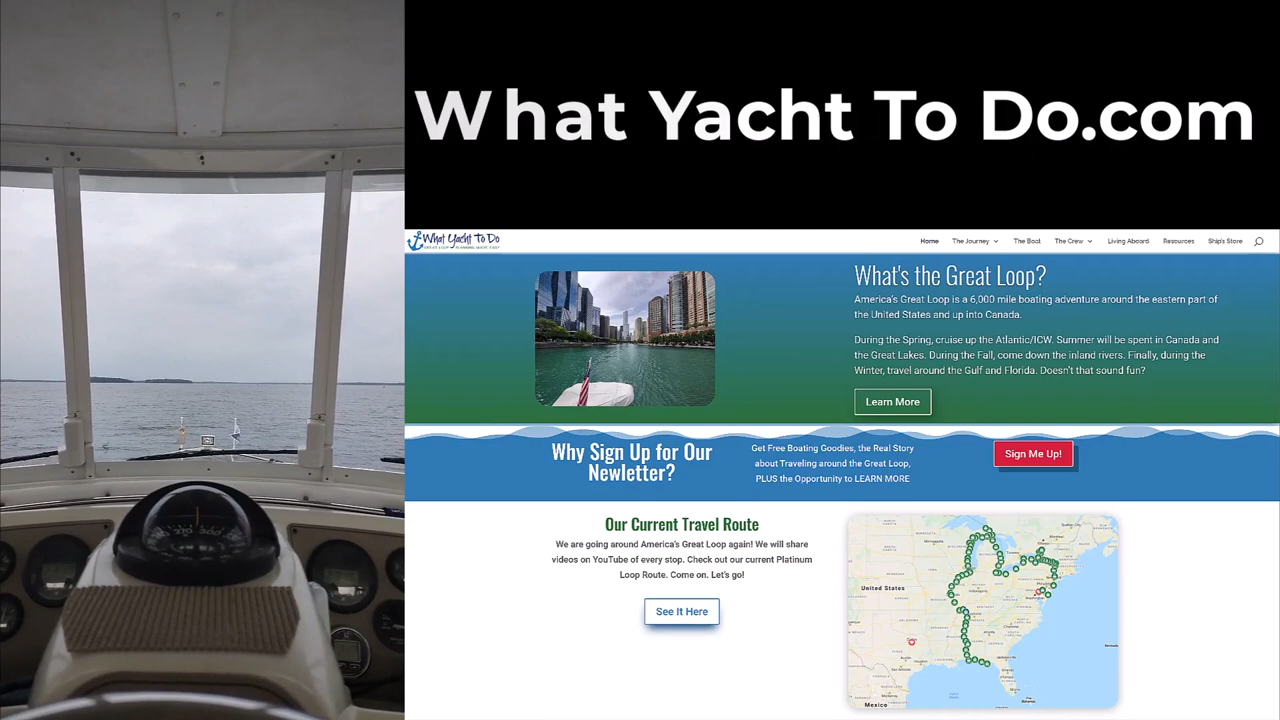 What Yacht To Do.com
What Yacht To Do
Home The Journey The Boat The Crew Living Aboard Resources Ship's Store
What's the Great Loop?
America's Great Loop is a 6,000 mile boating adventure around the eastern part of
the United States and up into Canada.
During the Spring, cruise up the Atlantic/ICW. Summer will be spent in Canada and
the Great Lakes. During the Fall, come down the inland rivers. Finally, during the
Winter, travel around the Gulf and Florida. Doesn't that sound fun?
Learn More
Why Sign Up for Our
Newletter?
Get Free Boating Goodies, the Real Story
about Traveling around the Great Loop,
PLUS the Opportunity to LEARN MORE
Sign Me Up!
Our Current Travel Route
We are going around America's Great Loop again! We will share
videos on YouTube of every stop. Check out our current Platinum
Loop Route. Come on. Let's go!
See It Here
United States
Mexico